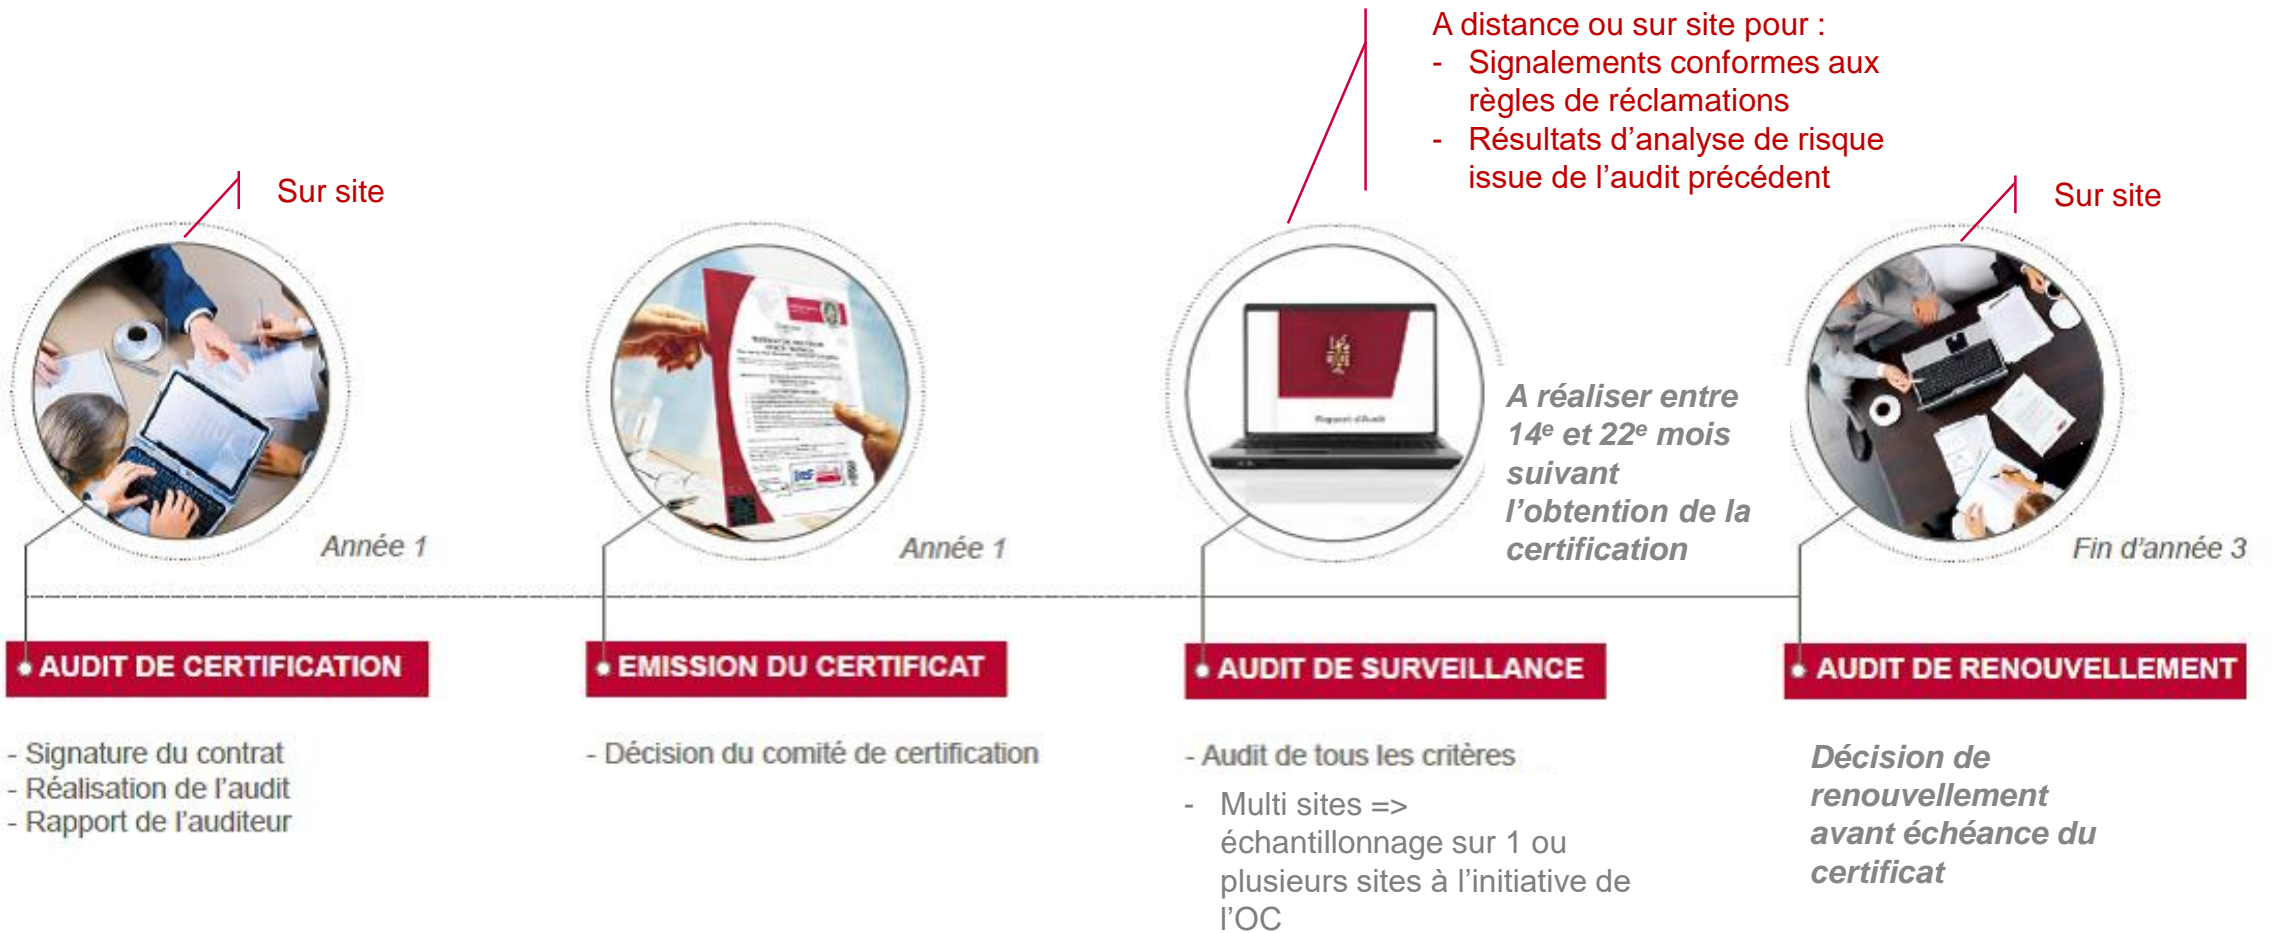 A distance ou sur site pour :
- Signalements conformes aux
règles de réclamations
- Résultats d'analyse de risque
issue de l'audit précédent
Sur site
Sur site
Rapport d'Audit
A réaliser entre
14e et 22e mois
suivant
l'obtention de la
certification
Année 1
Année 1
Fin d'année 3
AUDIT DE CERTIFICATION
EMISSION DU CERTIFICAT
AUDIT DE SURVEILLANCE
AUDIT DE RENOUVELLEMENT
- Signature du contrat
- Réalisation de l'audit
- Rapport de l'auditeur
- Décision du comité de certification
- Audit de tous les critères
- Multi sites =>
échantillonnage sur 1 ou
plusieurs sites à l'initiative de
l'OC
Décision de
renouvellement
avant échéance du
certificat